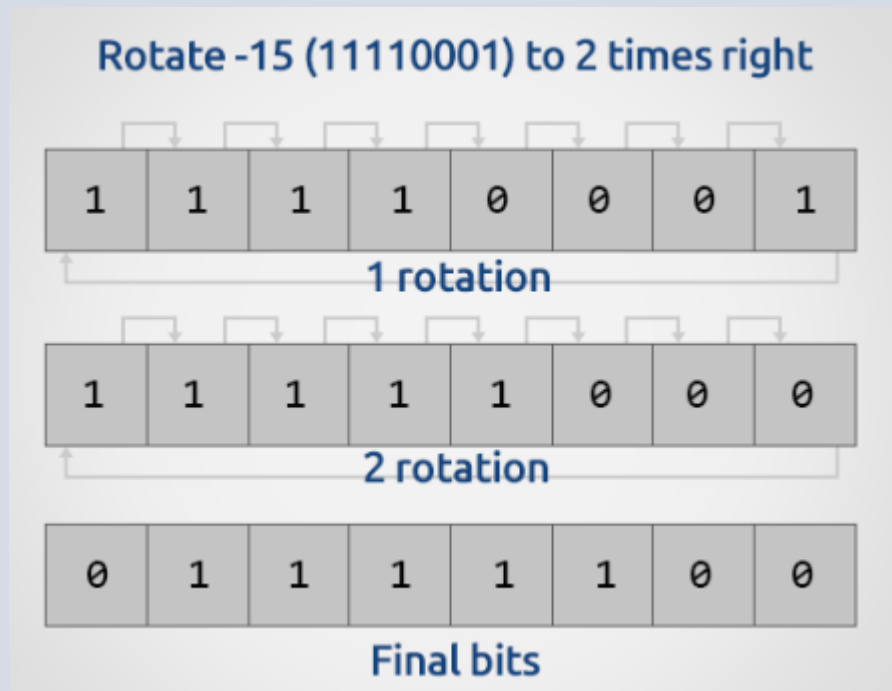 Rotate -15 (11110001) to 2 times right
1 1 1 1 0 0 0 1
1 rotation
1 1 1 1 1 0 0 0
2 rotation
0 1 1 1 1 1 0 0
Final bits